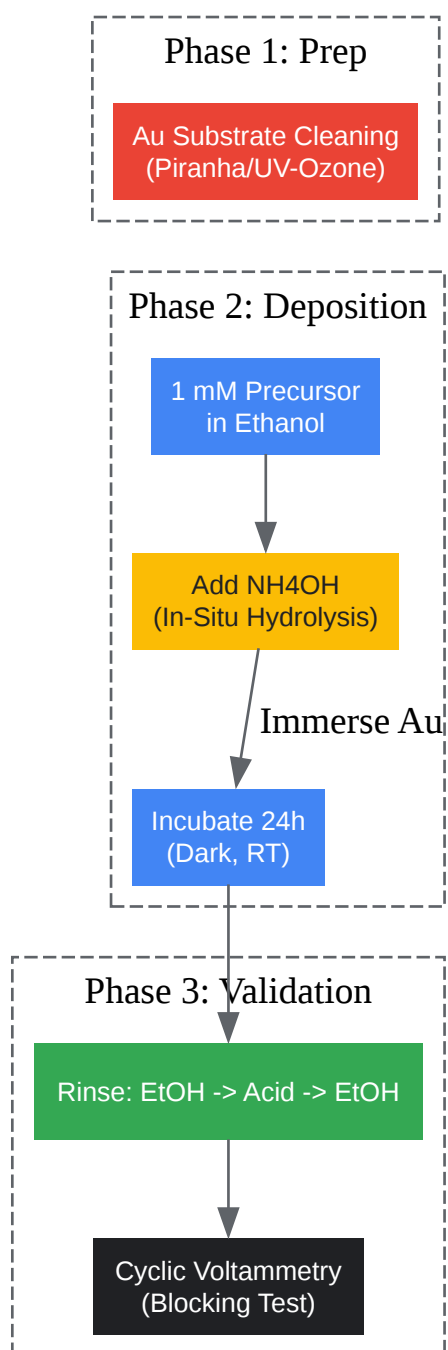 Phase 1: Prep
Au Substrate Cleaning
(Piranha/UV-Ozone)
Phase 2: Deposition
1 mM Precursor
in Ethanol
Add NH4OH
(In-Situ Hydrolysis)
Immerse Au
Incubate 24h
(Dark, RT)
Phase 3: Validation
Rinse: EtOH -> Acid -> EtOH
Cyclic Voltammetry
(Blocking Test)